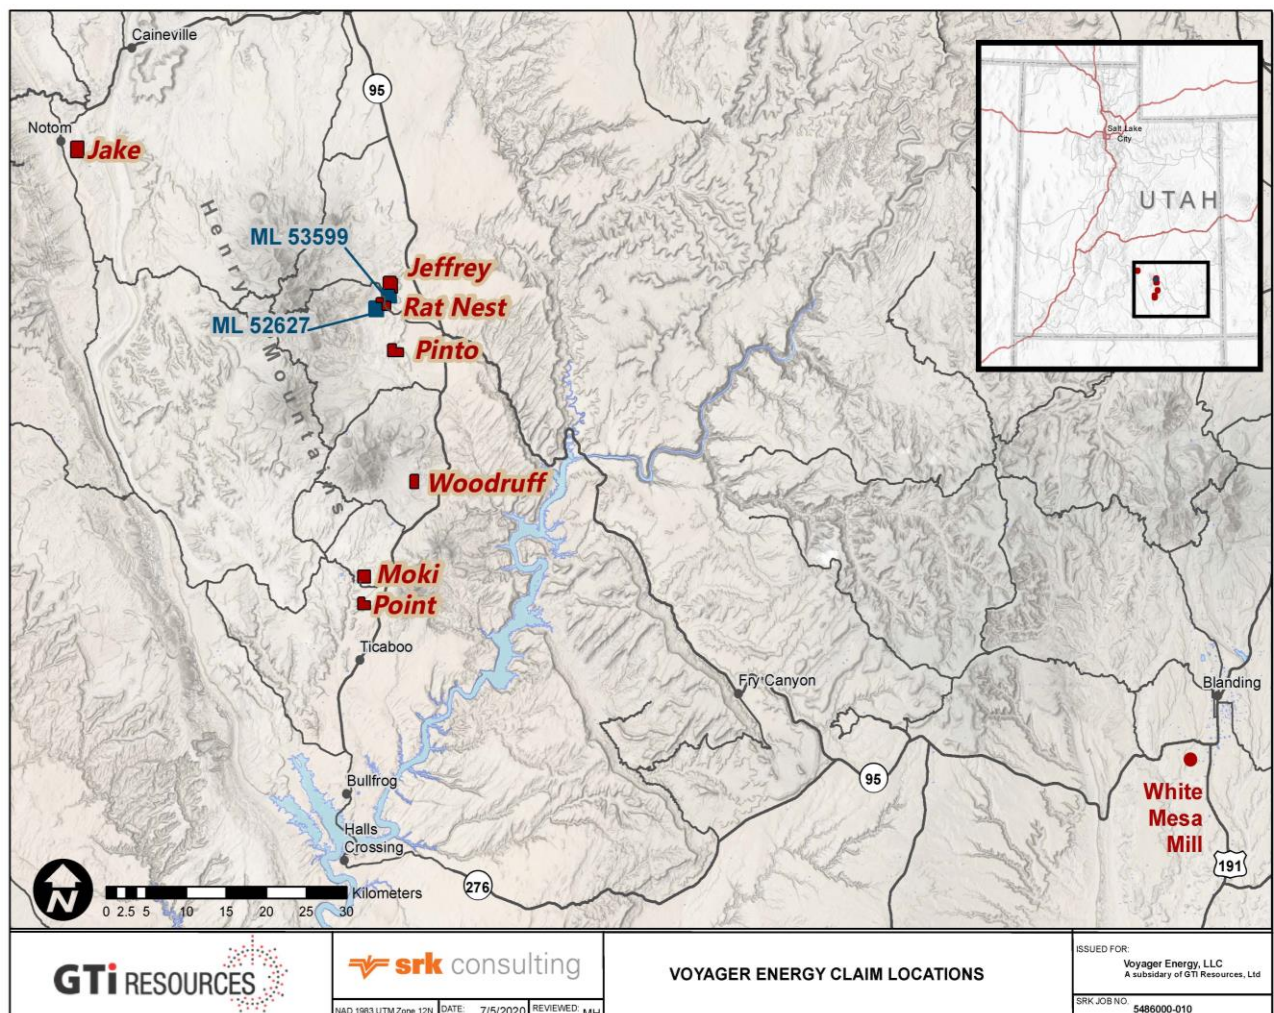 Caineville
95
Notom
Jake
Henry Mountains
ML 53599
Jeffrey
Rat Nest
ML 52627
Pinto
Woodruff
Moki
Point
Ticaboo
Fry Canyon
Blanding
Bullfrog
95
White
Mesa
Mill
Halls
Crossing
191
276
N
Kilometers
0 2.5 5 10 15 20 25 30
Salt Lake
City
UTAH
GTi RESOURCES
srk consulting
NAD 1983 UTM Zone 12N
DATE: 7/5/2020
REVIEWED: MH
VOYAGER ENERGY CLAIM LOCATIONS
ISSUED FOR:
Voyager Energy, LLC
A subsidary of GTI Resources, Ltd
SRK JOB NO.
5486000-010